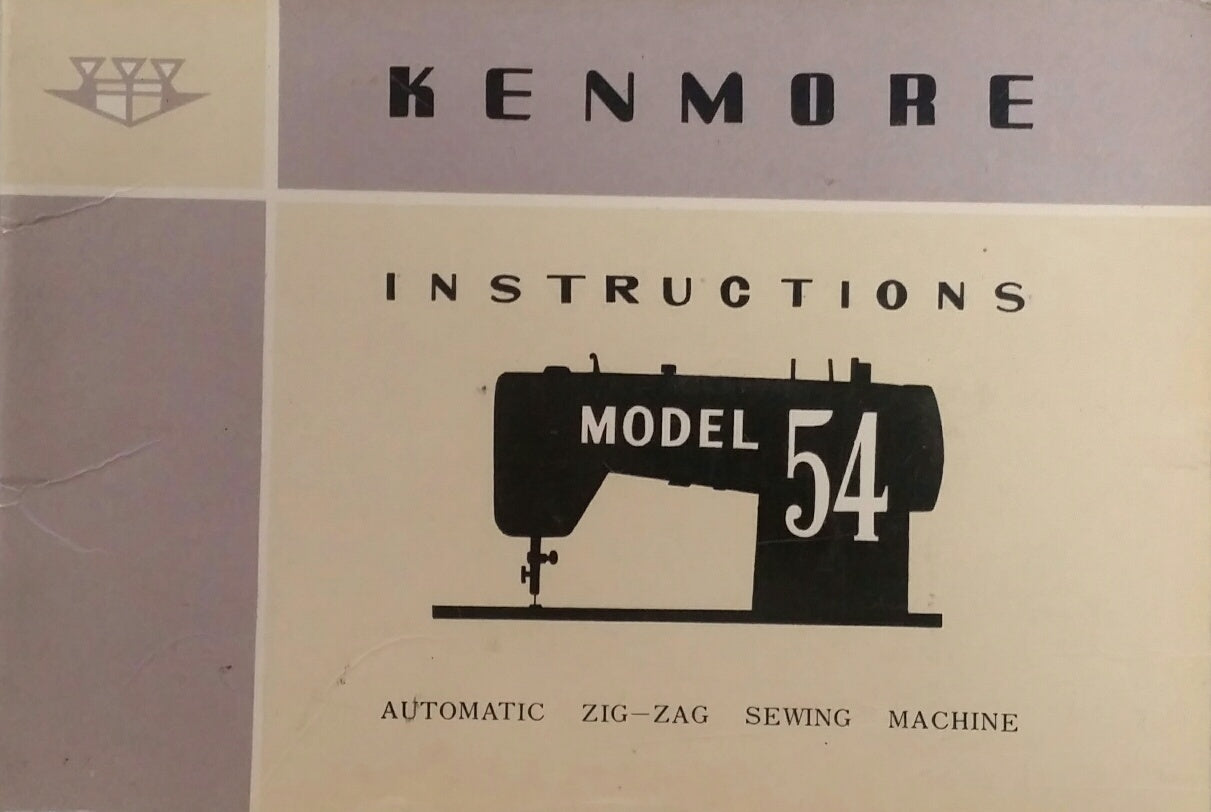 KENMORE
INSTRUCTIONS
MODEL 54
AUTOMATIC ZIG-ZAG SEWING MACHINE